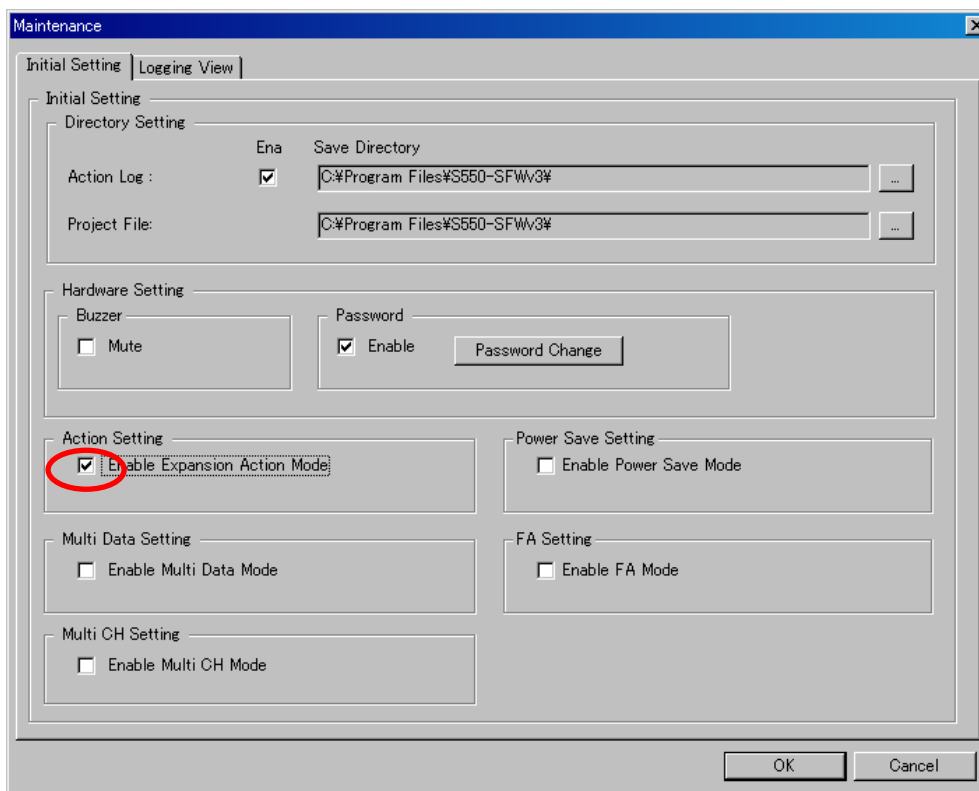 Maintenance
Initial Setting Logging View
Initial Setting
Directory Setting
Ena Save Directory
Action Log : C:¥Program Files¥S550-SFWv3¥ ...
Project File: C:¥Program Files¥S550-SFWv3¥ ...
Hardware Setting
Buzzer Password
Mute Enable Password Change
Action Setting Power Save Setting
Enable Expansion Action Mode Enable Power Save Mode
Multi Data Setting FA Setting
Enable Multi Data Mode Enable FA Mode
Multi CH Setting
Enable Multi CH Mode
OK Cancel